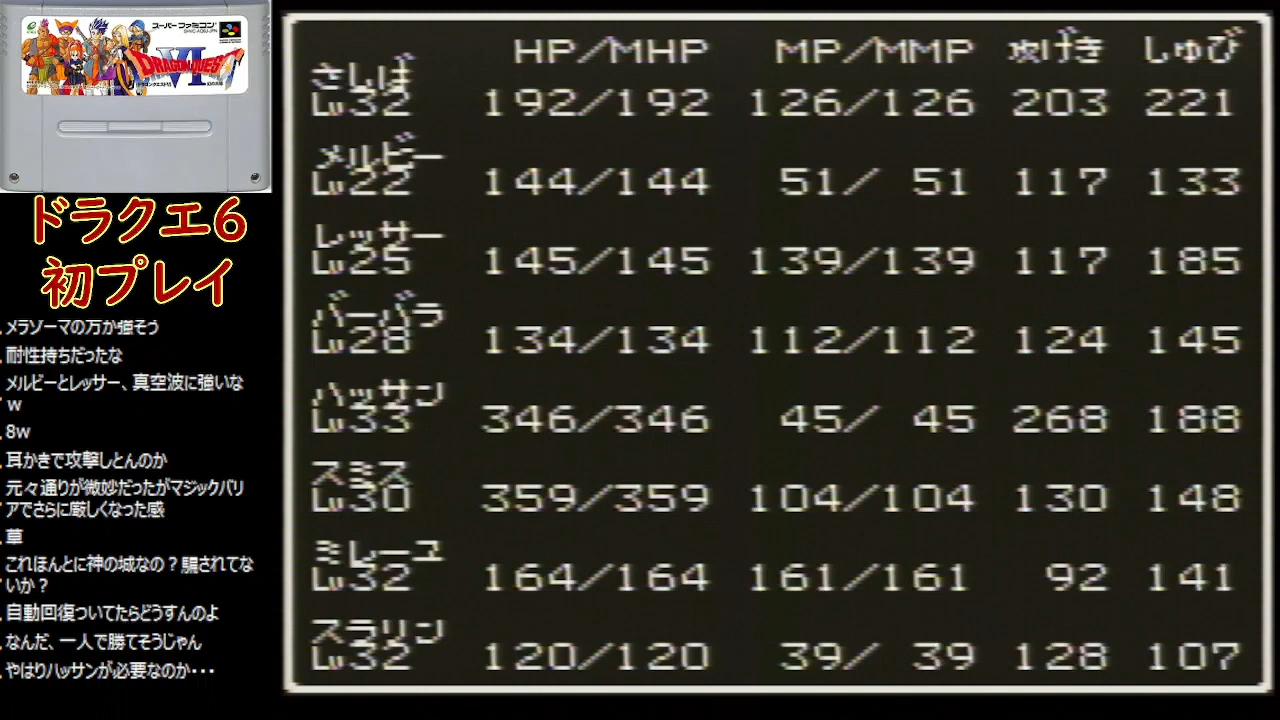 スーパーファミコン
SHVC-AQ6J-JPN
DRAGON QUEST VI
ドラクエ6
初プレイ
メラゾーマの万か強そう
耐性持ちだったな
メルビーとレッサー、真空波に強いな
w
8w
耳かきで攻撃しとんのか
元々通りが微妙だったがマジックバリ
アでさらに厳しくなった感
草
これほんとに神の城なの？騙されてな
いか？
自動回復ついてたらどうすんのよ
なんだ、一人で勝てそうじゃん
やはりハッサンが必要なのか・・・
HP/MHP MP/MMP 攻げき しゅび
さしば
Lv32 192/192 126/126 203 221
メルビー
Lv22 144/144 51/ 51 117 133
レッサー
Lv25 145/145 139/139 117 185
バーバラ
Lv28 134/134 112/112 124 145
ハッサン
Lv33 346/346 45/ 45 268 188
スミス
Lv30 359/359 104/104 130 148
ミレーユ
Lv32 164/164 161/161 92 141
スラリン
Lv32 120/120 39/ 39 128 107